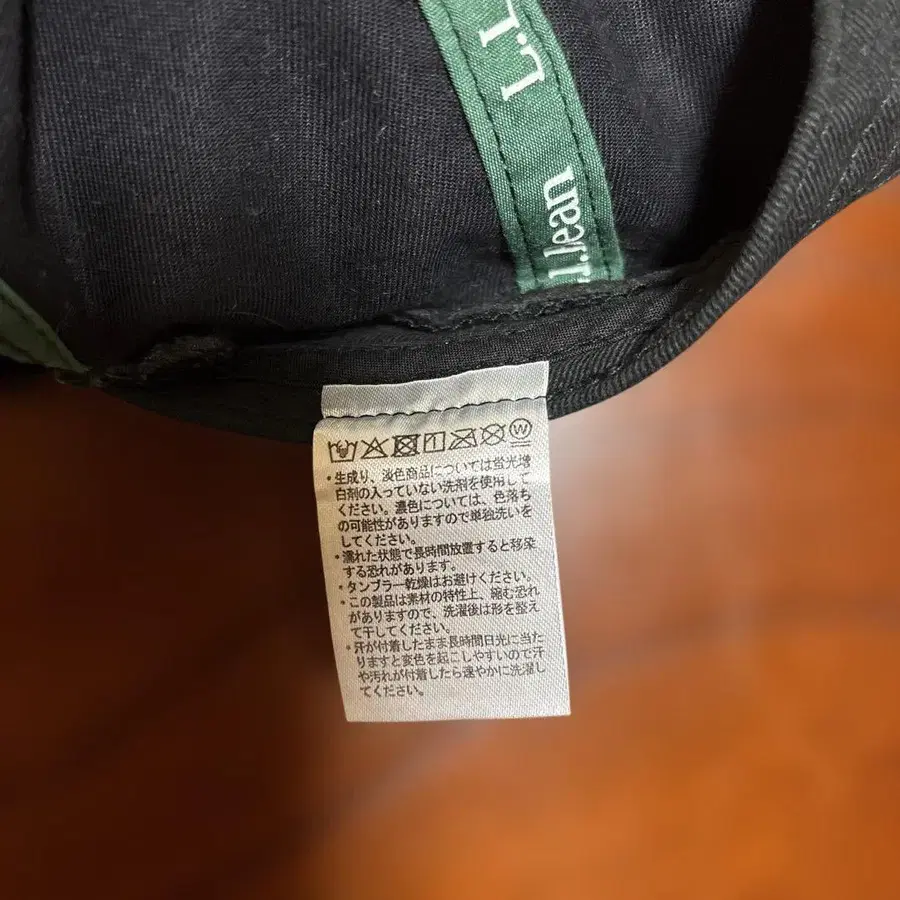 L.L
l.lean
W
・生成り、淡色商品については蛍光増
白剤の入っていない洗剤を使用して
ください。濃色については、色落ち
の可能性がありますので単独洗いを
してください。
・濡れた状態で長時間放置すると移染
する恐れがあります。
・タンブラー乾燥はお避けください。
・この製品は素材の特性上、縮む恐れ
がありますので、洗濯後は形を整え
て干してください。
・汗が付着したまま長時間日光に当た
りますと変色を起こしやすいので汗
や汚れが付着したら速やかに洗濯し
てください。